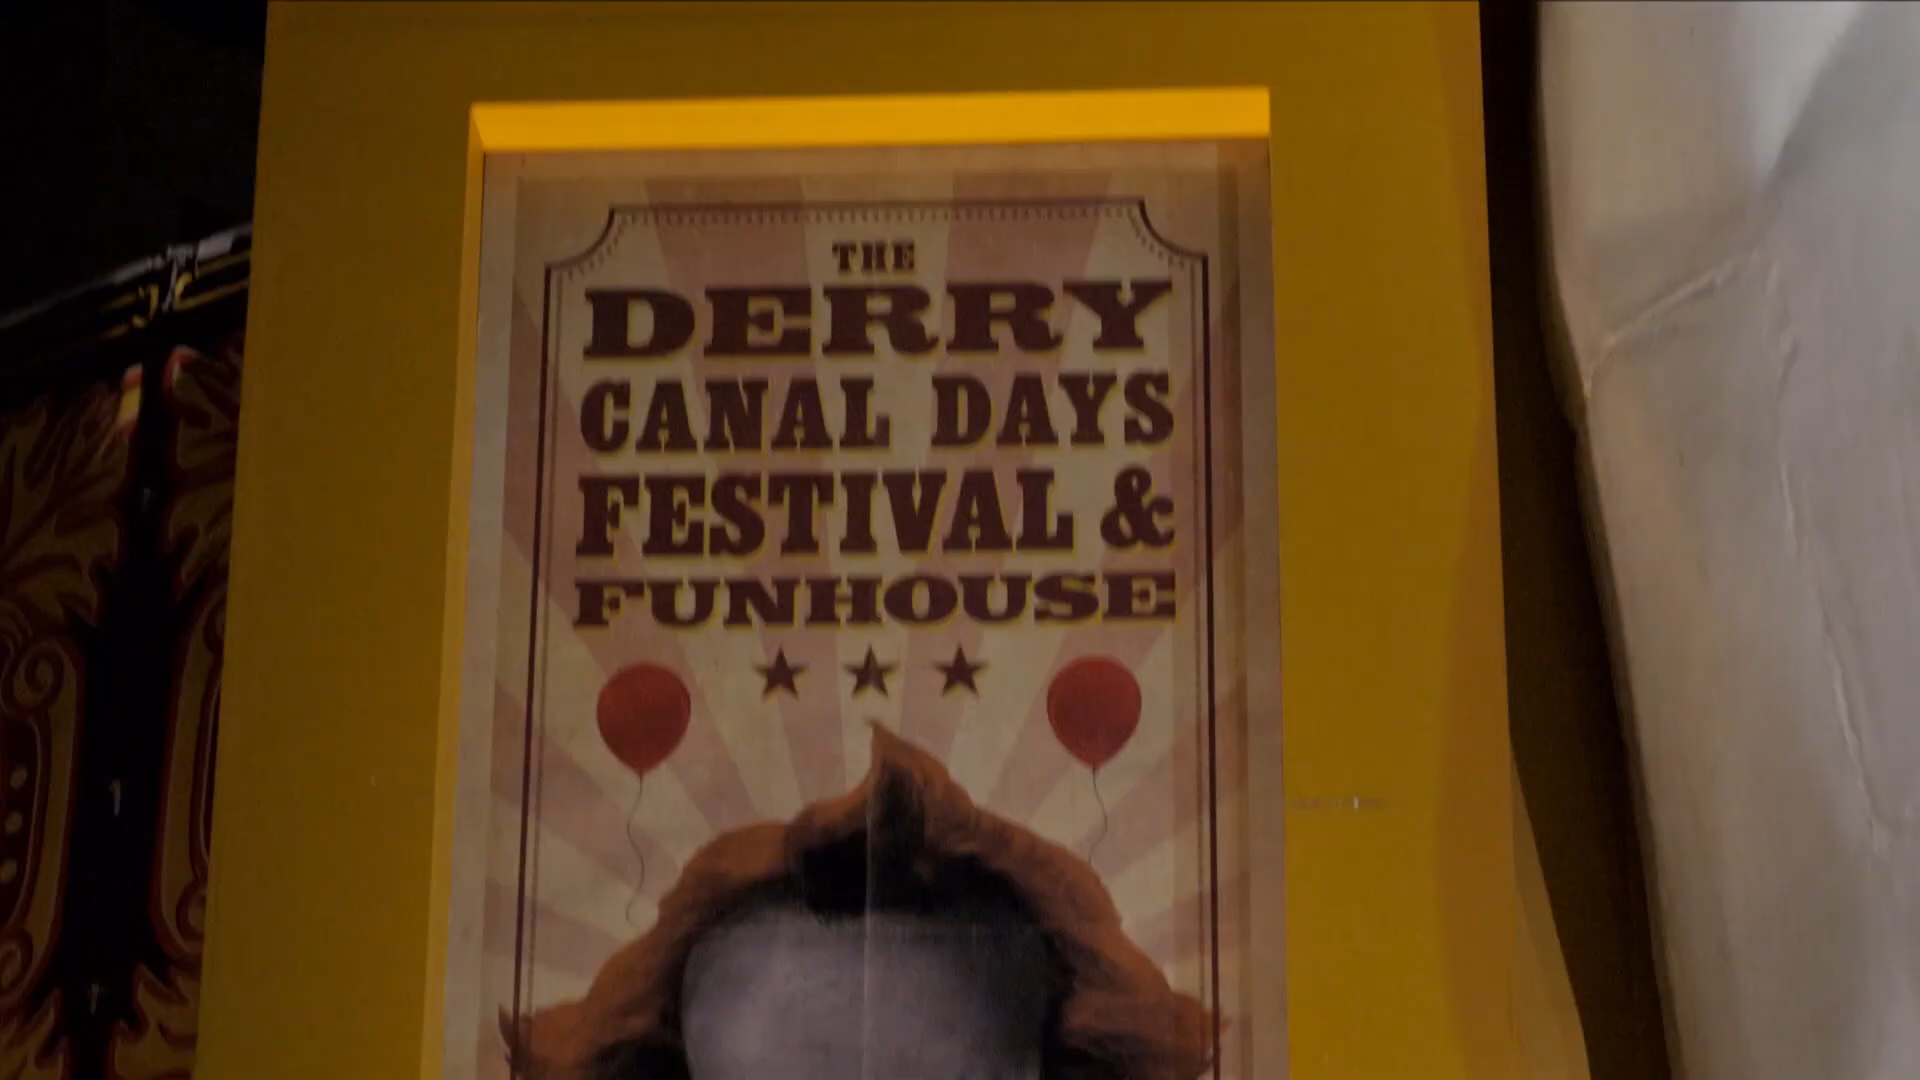 THE
DERRY
CANAL DAYS
FESTIVAL &
FUNHOUSE